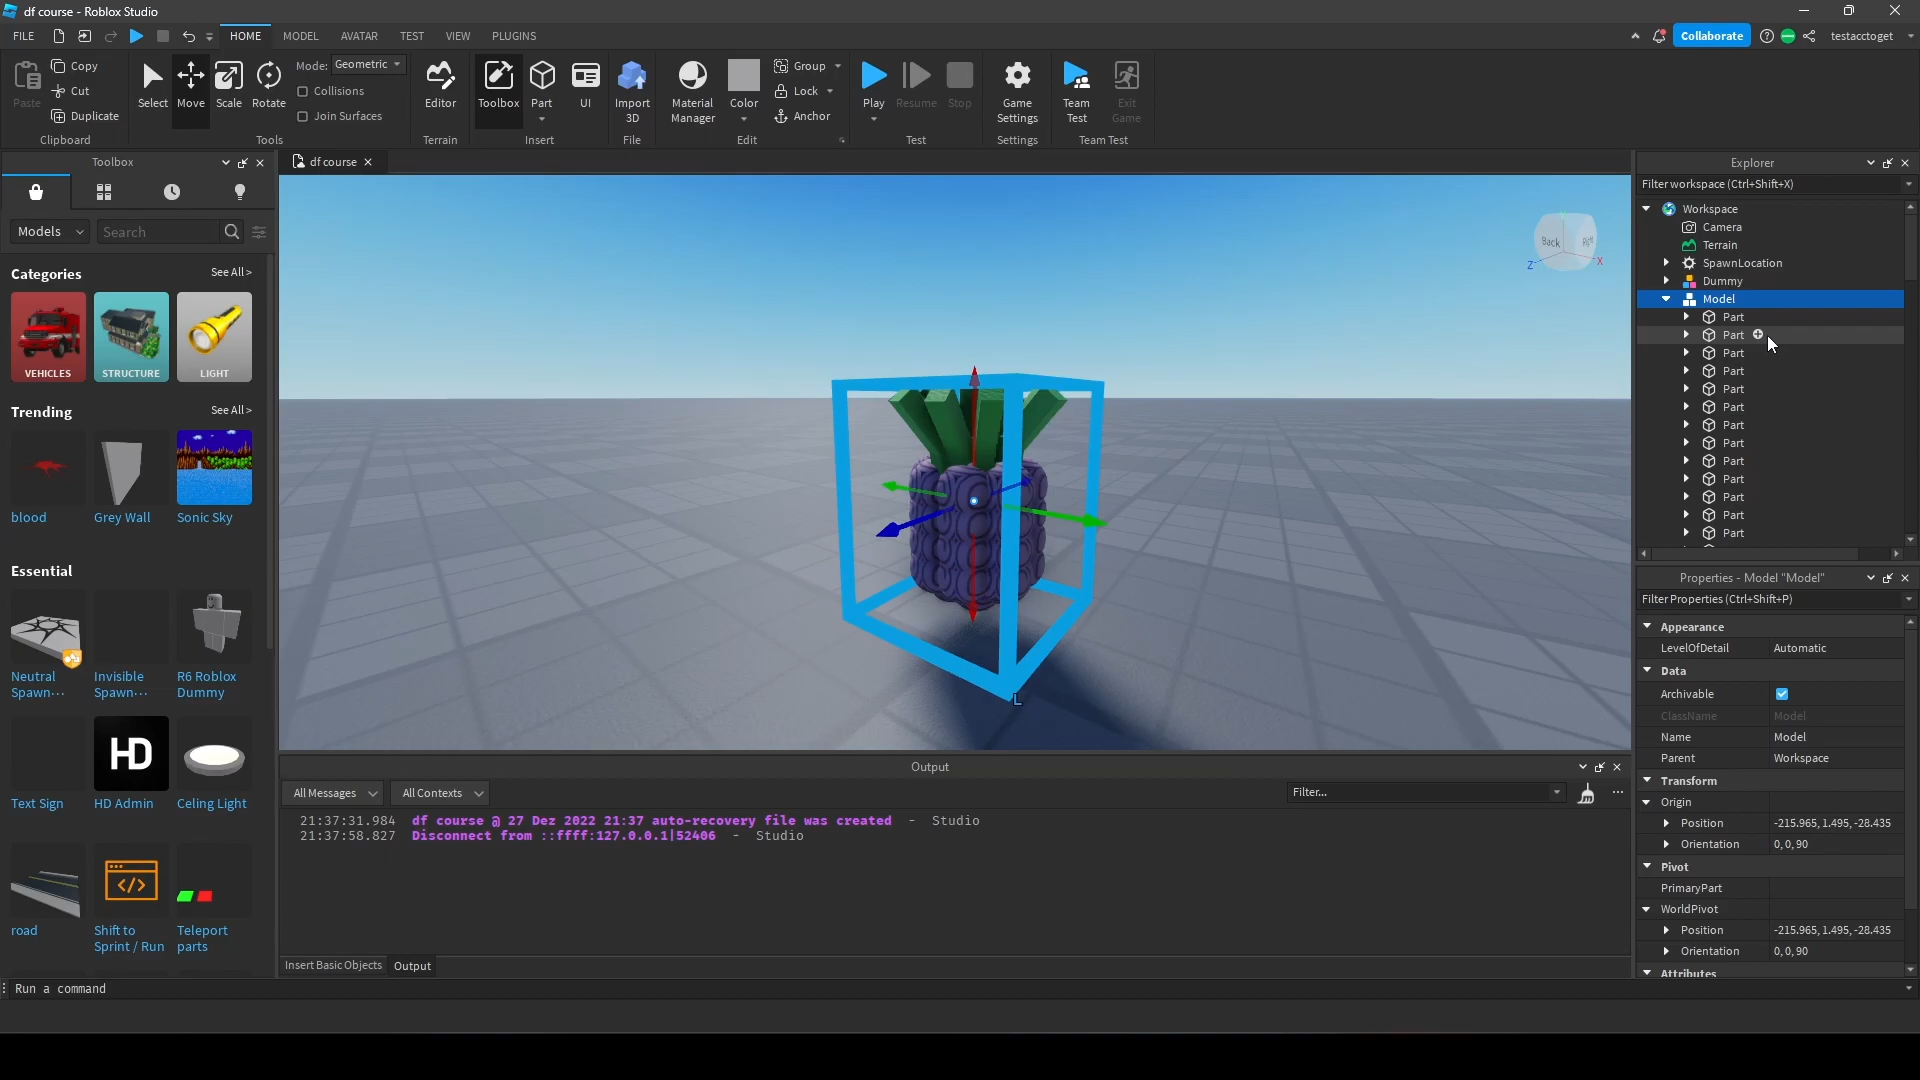 df course - Roblox Studio
FILE HOME MODEL AVATAR TEST VIEW PLUGINS Collaborate testacctoget
Paste Copy Cut Duplicate Clipboard
Select Move Scale Rotate Mode: Geometric Collisions Join Surfaces Tools
Editor Terrain
Toolbox Part UI Insert
Import 3D File
Material Manager Color Group Lock Anchor Edit
Play Resume Stop Test
Game Settings Settings
Team Test Exit Game Team Test
Toolbox
Models Search
Categories See All >
VEHICLES STRUCTURE LIGHT
Trending See All >
blood Grey Wall Sonic Sky
Essential
Neutral Spawn··· Invisible Spawn··· R6 Roblox Dummy
HD
Text Sign HD Admin Celing Light
road Shift to Sprint / Run Teleport parts
df course
Back Right
Z X
L
Output
All Messages All Contexts Filter...
21:37:31.984 df course @ 27 Dez 2022 21:37 auto-recovery file was created - Studio
21:37:58.827 Disconnect from ::ffff:127.0.0.1|52406 - Studio
Insert Basic Objects Output
Run a command
Explorer
Filter workspace (Ctrl+Shift+X)
Workspace
Camera
Terrain
SpawnLocation
Dummy
Model
Part
Part
Part
Part
Part
Part
Part
Part
Part
Part
Part
Part
Part
Properties - Model "Model"
Filter Properties (Ctrl+Shift+P)
Appearance
LevelOfDetail Automatic
Data
Archivable
ClassName Model
Name Model
Parent Workspace
Transform
Origin
Position -215.965, 1.495, -28.435
Orientation 0, 0, 90
Pivot
PrimaryPart
WorldPivot
Position -215.965, 1.495, -28.435
Orientation 0, 0, 90
Attributes